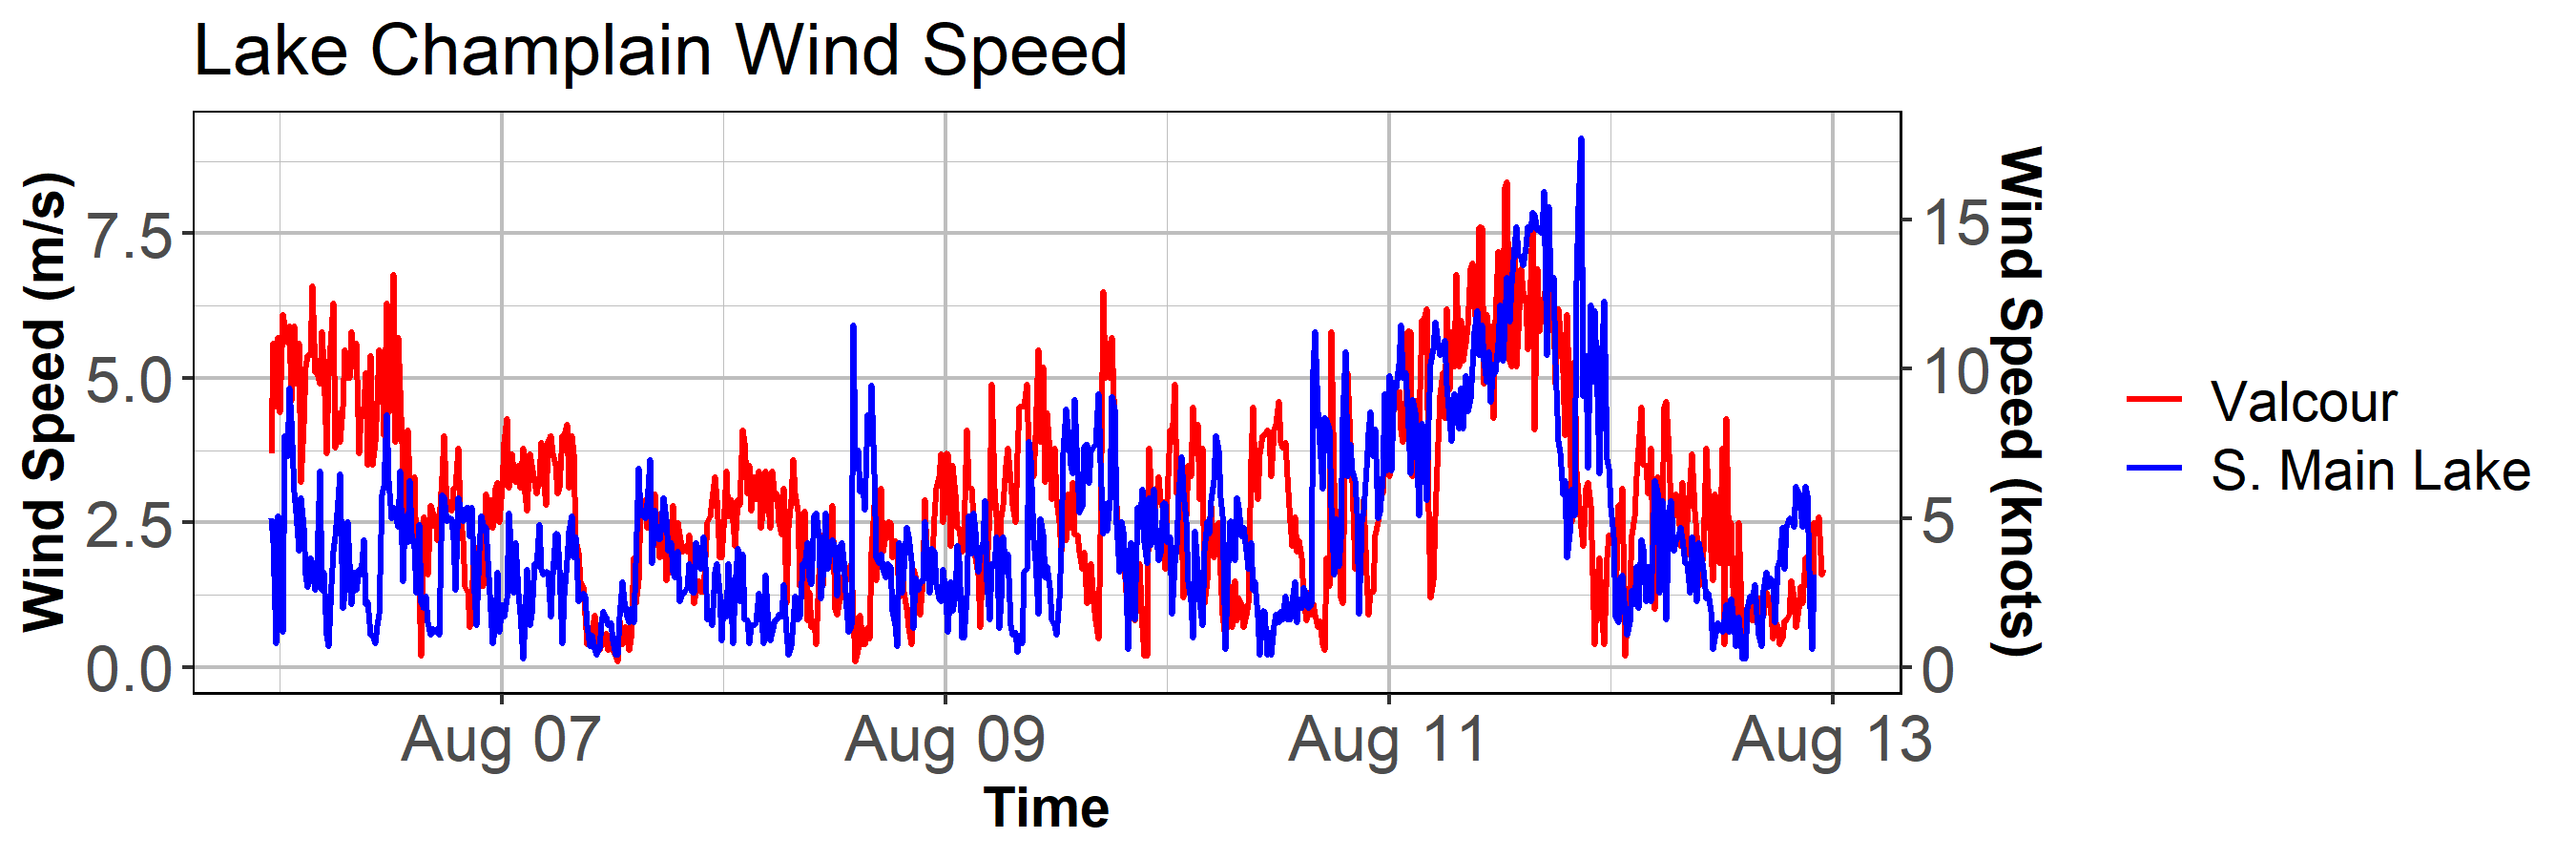 Lake Champlain Wind Speed
Wind Speed (m/s)
7.5
5.0
2.5
0.0
15
10
5
0
Wind Speed (knots)
Aug 07
Aug 09
Aug 11
Aug 13
Time
Valcour
S. Main Lake